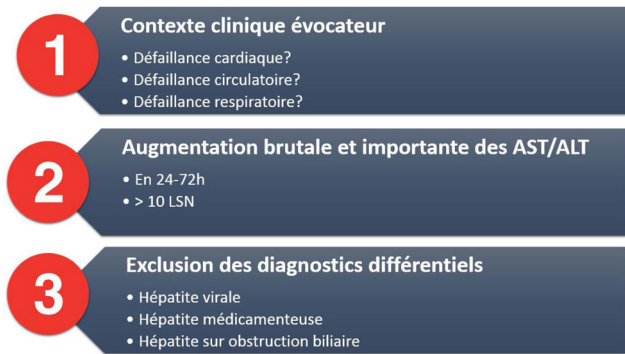 1
Contexte clinique évocateur
• Défaillance cardiaque?
• Défaillance circulatoire?
• Défaillance respiratoire?
2
Augmentation brutale et importante des AST/ALT
• En 24-72h
• > 10 LSN
3
Exclusion des diagnostics différentiels
• Hépatite virale
• Hépatite médicamenteuse
• Hépatite sur obstruction biliaire